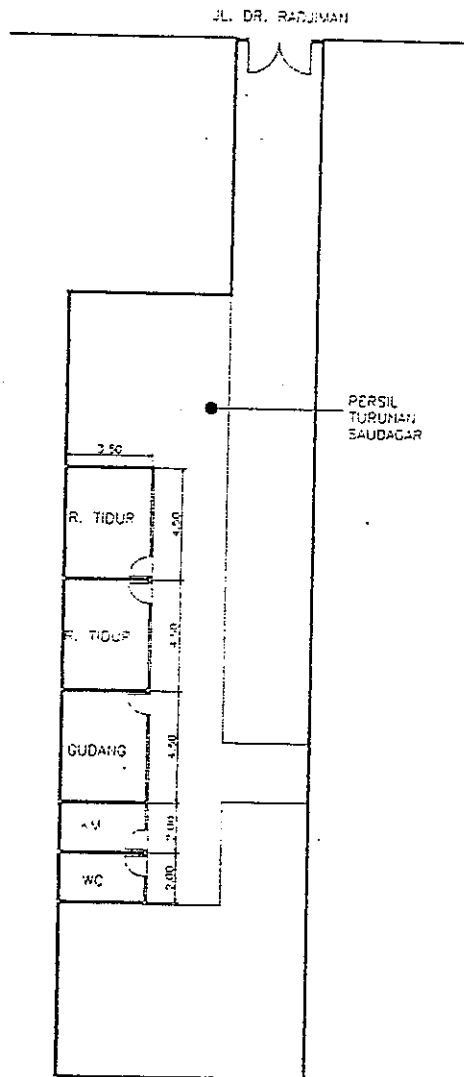 JL. DR. RADJIMAN
PERSIL
TURUNAN
SAUDAGAR
3.50
R. TIDUR
4.50
R. TIDUR
4.50
GUDANG
4.50
KM
2.00
WC
2.00